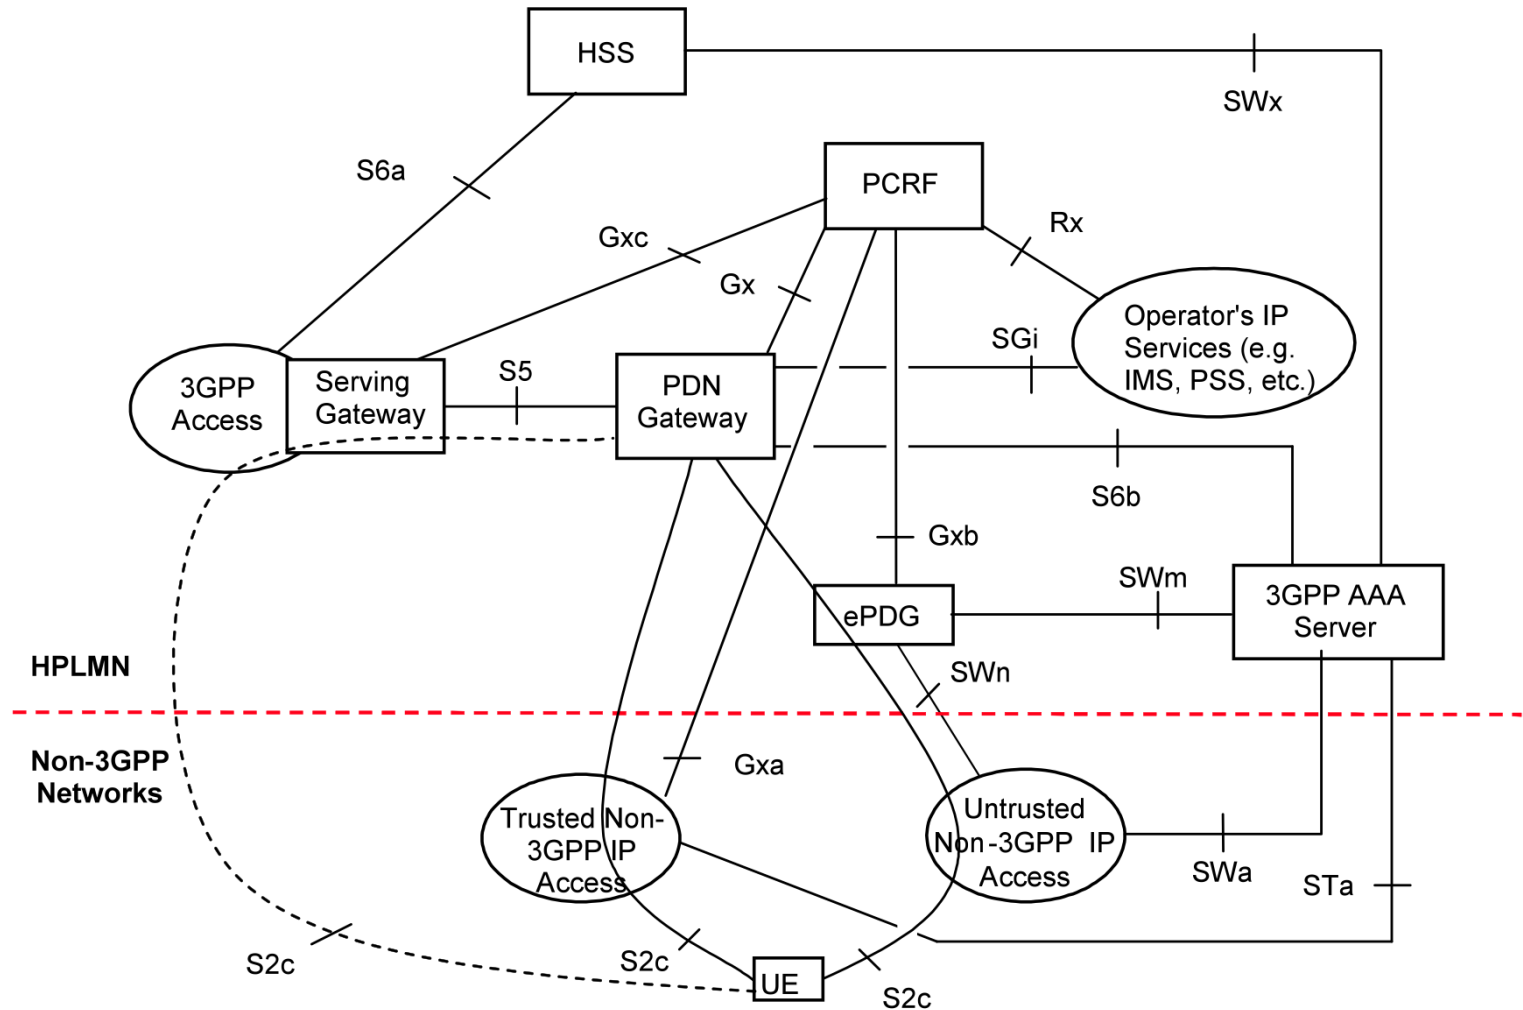 HSS
SWx
S6a
PCRF
Rx
Gxc
Gx
Operator's IP
Services (e.g.
IMS, PSS, etc.)
SGi
S5
3GPP
Access
Serving
Gateway
PDN
Gateway
S6b
Gxb
SWm
3GPP AAA
Server
ePDG
SWn
HPLMN
Non-3GPP
Networks
Gxa
Trusted Non-
3GPP IP
Access
Untrusted
Non-3GPP IP
Access
SWa
STa
S2c
S2c
UE
S2c